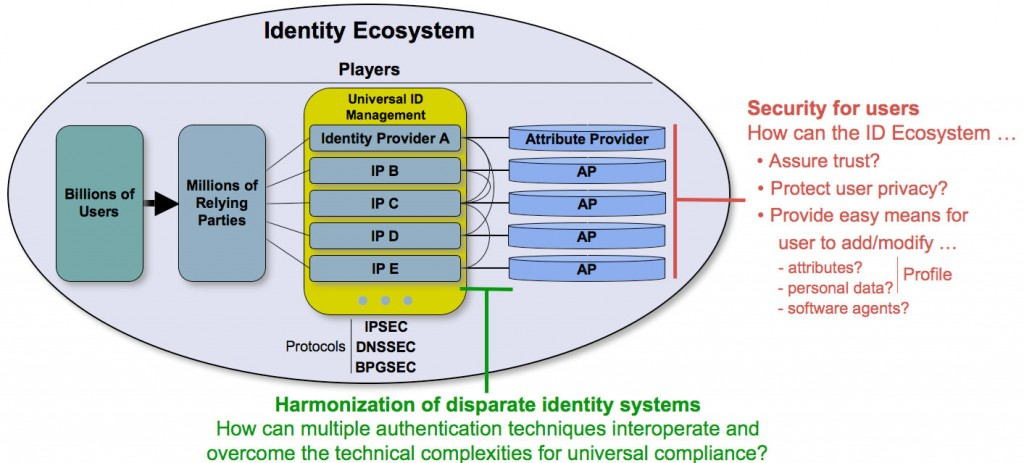 Identity Ecosystem
Players
Universal ID
Management
Identity Provider A
IP B
IP C
IP D
IP E
Attribute Provider
AP
AP
AP
AP
Billions of
Users
Millions of
Relying
Parties
Protocols
IPSEC
DNSSEC
BPGSEC
Security for users
How can the ID Ecosystem …
• Assure trust?
• Protect user privacy?
• Provide easy means for
user to add/modify …
- attributes?
- personal data?
- software agents?
Profile
Harmonization of disparate identity systems
How can multiple authentication techniques interoperate and
overcome the technical complexities for universal compliance?